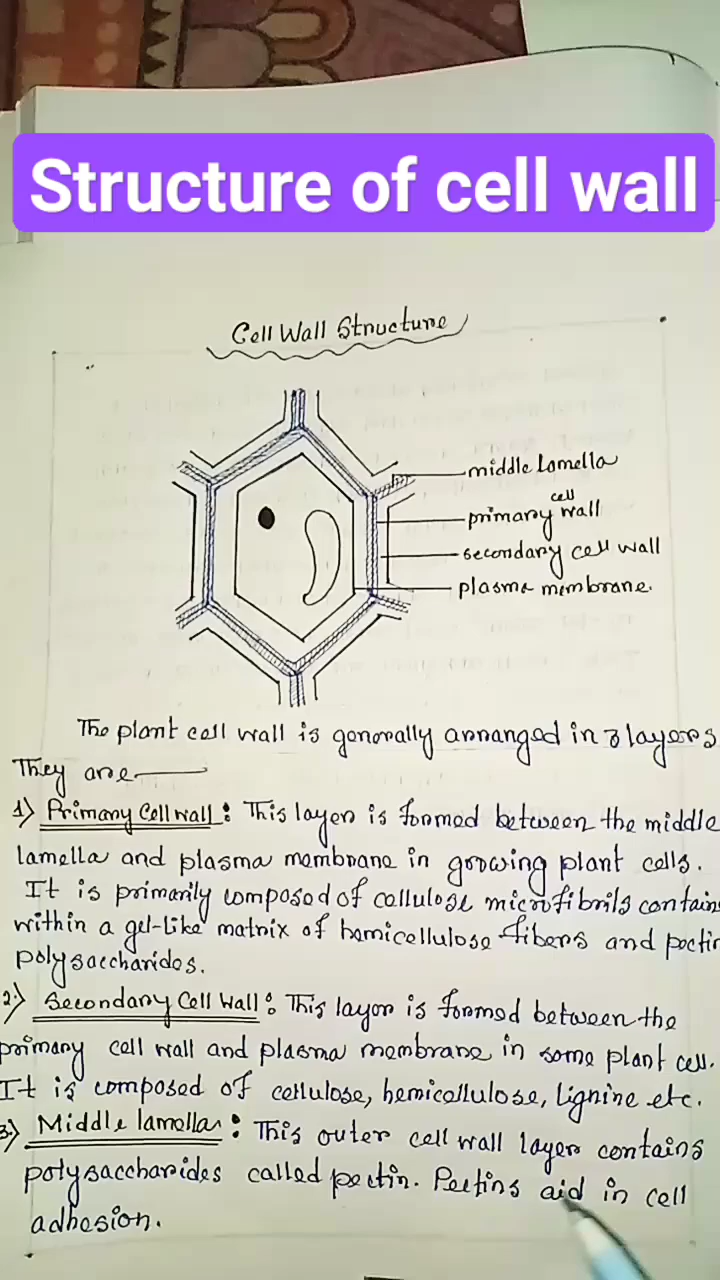 Structure of cell wall
Cell Wall Structure
middle lamella
primary cell wall
secondary cell wall
plasma membrane.
The plant cell wall is generally arranged in 3 layers
They are
1) Primary Cell wall : This layer is formed between the middle
lamella and plasma membrane in growing plant cells.
It is primarily composed of cellulose microfibrils contain
within a gel-like matrix of hemicellulose fibers and pectin
polysaccharides.
2) Secondary Cell Wall : This layer is formed between the
primary cell wall and plasma membrane in some plant cell.
It is composed of cellulose, hemicellulose, lignine etc.
3.) Middle lamella : This outer cell wall layer contains
polysaccharides called pectin. Pectins aid in cell
adhesion.